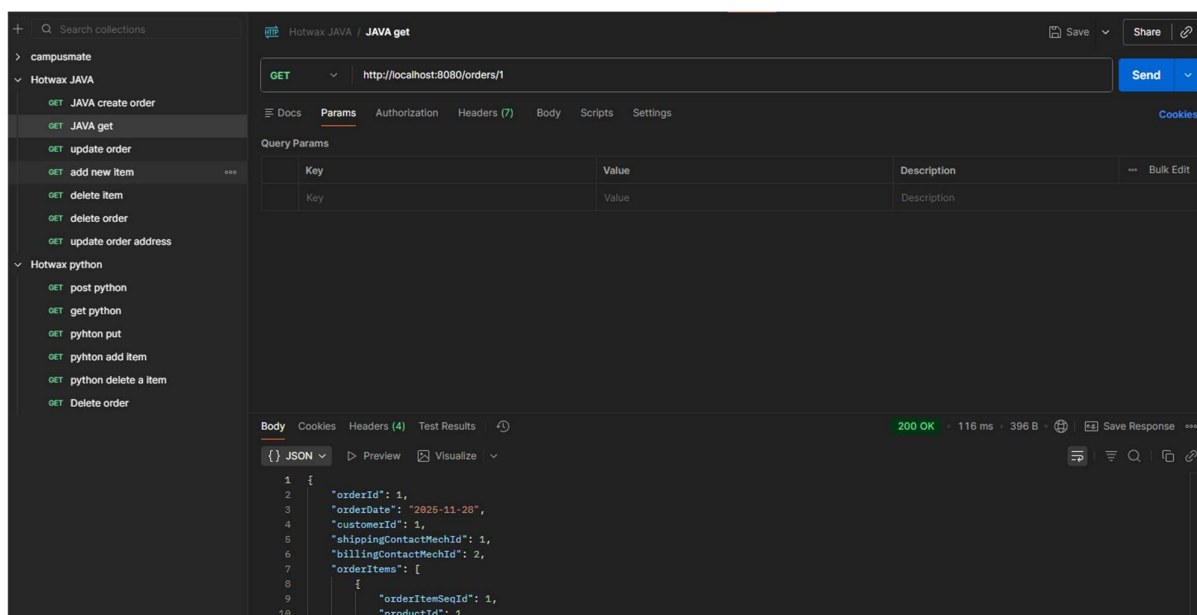 Search collections
campusmate
Hotwax JAVA
GET JAVA create order
GET JAVA get
GET update order
GET add new item
GET delete item
GET delete order
GET update order address
Hotwax python
GET post python
GET get python
GET pyhton put
GET pyhton add item
GET python delete a item
GET Delete order
HTTP Hotwax JAVA / JAVA get
Save Share
GET http://localhost:8080/orders/1 Send
Docs Params Authorization Headers (7) Body Scripts Settings Cookies
Query Params
Key Value Description Bulk Edit
Key Value Description
Body Cookies Headers (4) Test Results 200 OK 116 ms 396 B Save Response
{} JSON Preview Visualize
1 {
2 "orderId": 1,
3 "orderDate": "2025-11-28",
4 "customerId": 1,
5 "shippingContactMechId": 1,
6 "billingContactMechId": 2,
7 "orderItems": [
8 {
9 "orderItemSeqId": 1,
10 "productId": 1